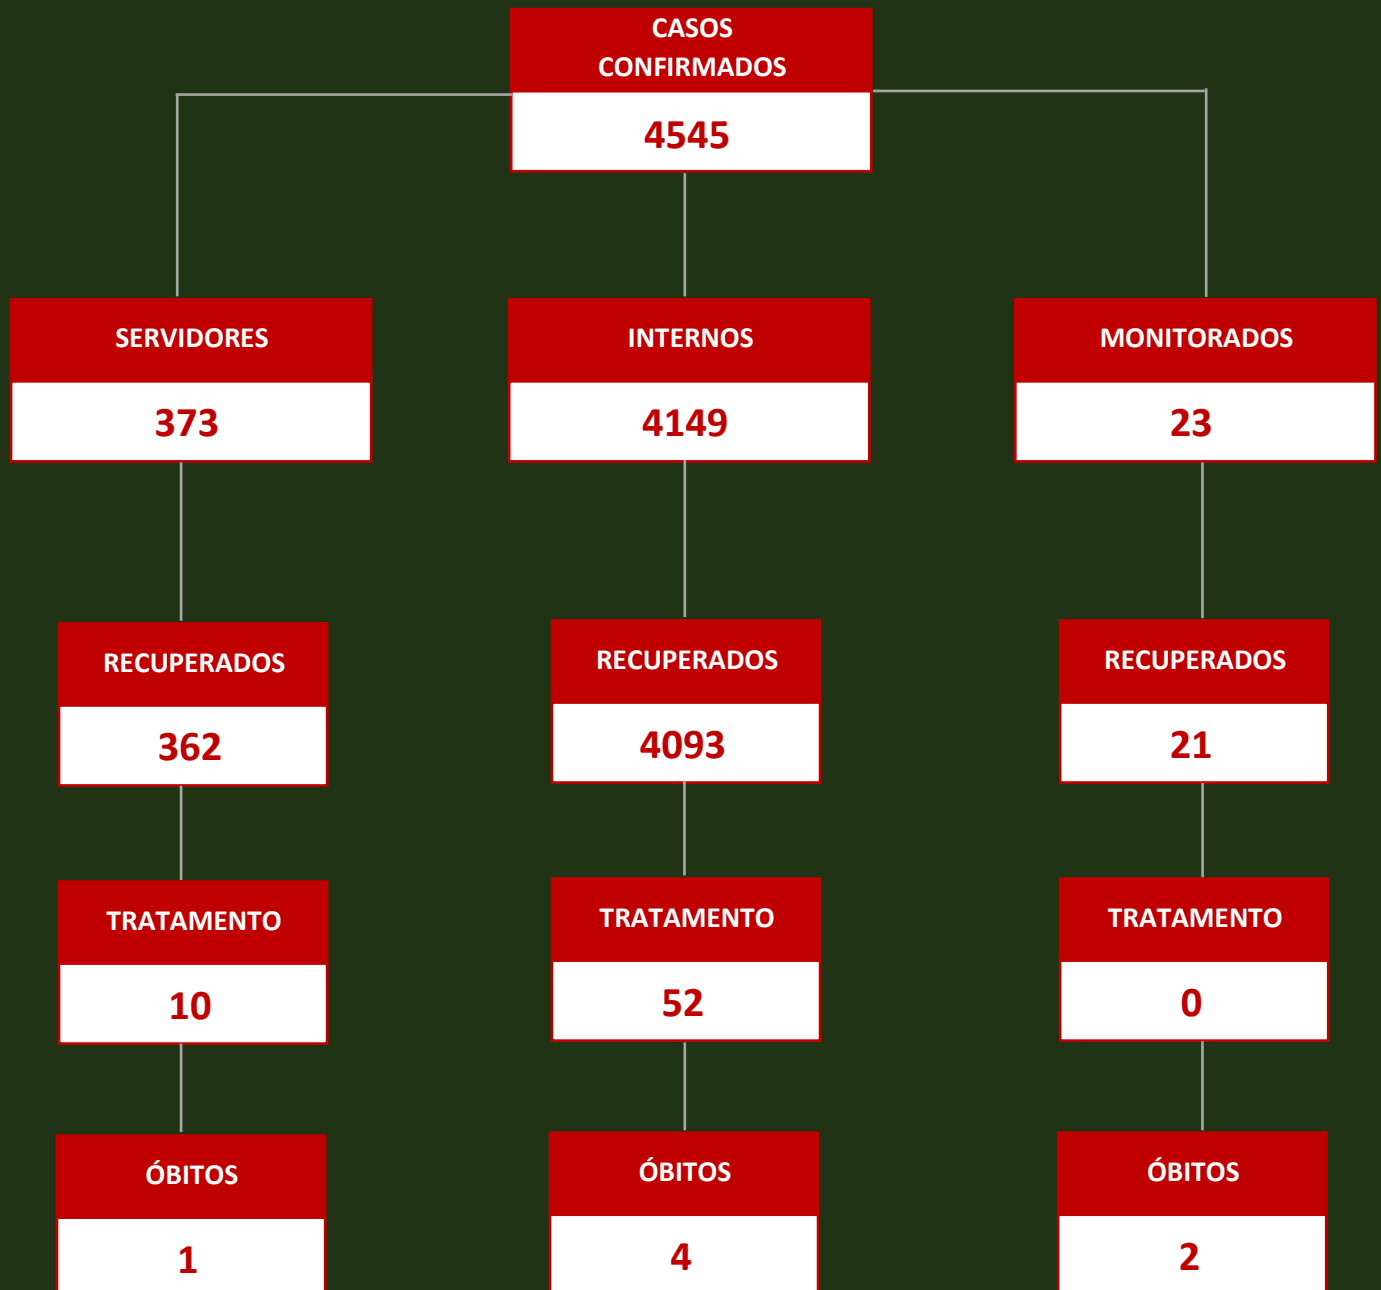 CASOS
CONFIRMADOS
4545
SERVIDORES
373
INTERNOS
4149
MONITORADOS
23
RECUPERADOS
362
RECUPERADOS
4093
RECUPERADOS
21
TRATAMENTO
10
TRATAMENTO
52
TRATAMENTO
0
ÓBITOS
1
ÓBITOS
4
ÓBITOS
2